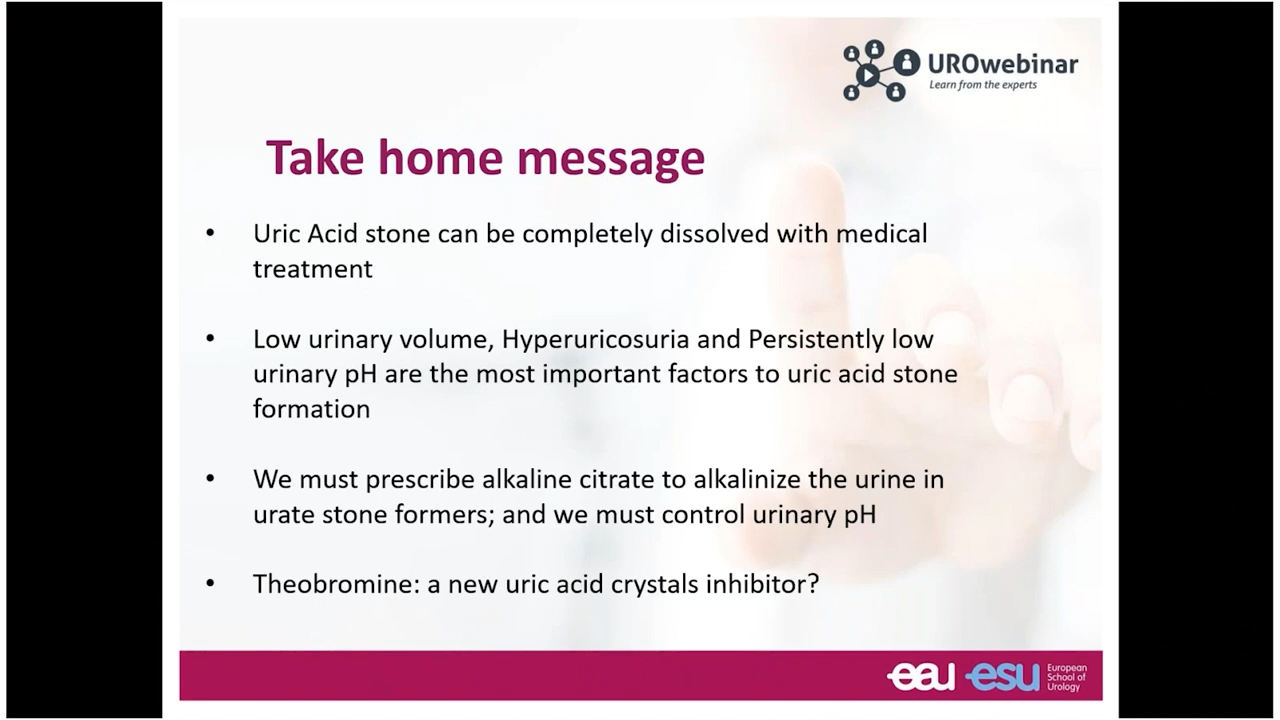 UROwebinar
Learn from the experts
Take home message
• Uric Acid stone can be completely dissolved with medical
treatment
• Low urinary volume, Hyperuricosuria and Persistently low
urinary pH are the most important factors to uric acid stone
formation
• We must prescribe alkaline citrate to alkalinize the urine in
urate stone formers; and we must control urinary pH
• Theobromine: a new uric acid crystals inhibitor?
eau esu European
School of
Urology